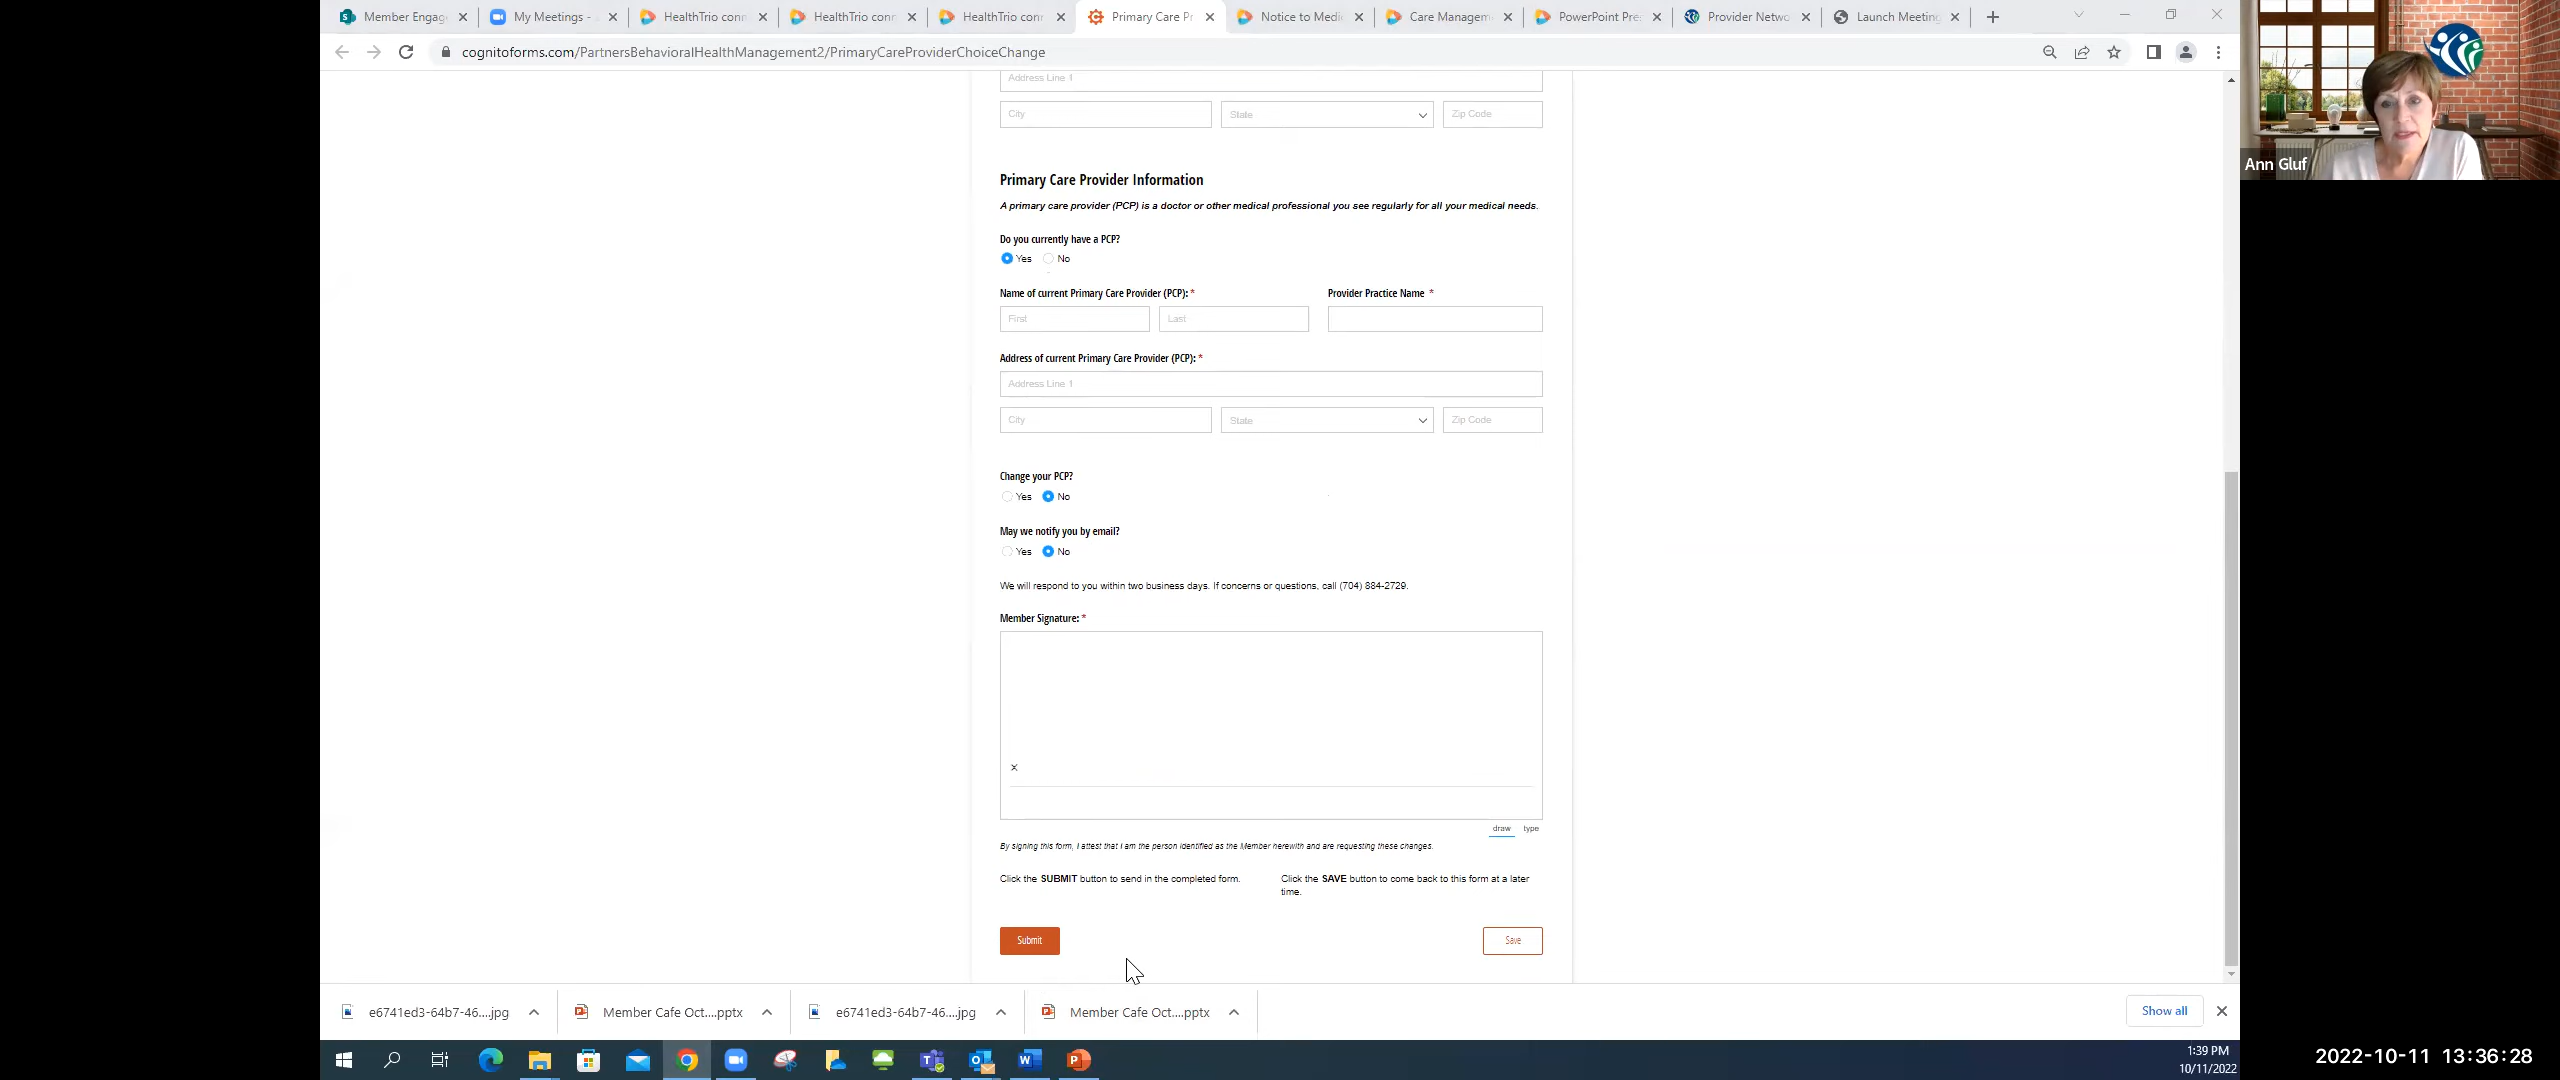 Member Engag
My Meetings -
HealthTrio conn
HealthTrio conn
HealthTrio conn
Primary Care Pr
Notice to Medi
Care Managem
PowerPoint Pre
Provider Netwo
Launch Meeting
cognitoforms.com/PartnersBehavioralHealthManagement2/PrimaryCareProviderChoiceChange
Ann Gluf
Address Line 1
City State Zip Code
Primary Care Provider Information
A primary care provider (PCP) is a doctor or other medical professional you see regularly for all your medical needs.
Do you currently have a PCP?
Yes No
Name of current Primary Care Provider (PCP): * Provider Practice Name *
First Last
Address of current Primary Care Provider (PCP): *
Address Line 1
City State Zip Code
Change your PCP?
Yes No
May we notify you by email?
Yes No
We will respond to you within two business days. If concerns or questions, call (704) 884-2729.
Member Signature: *
x
draw type
By signing this form, I attest that I am the person identified as the Member herewith and are requesting these changes.
Click the SUBMIT button to send in the completed form.
Click the SAVE button to come back to this form at a later
time.
Submit Save
e6741ed3-64b7-46....jpg
Member Cafe Oct....pptx
e6741ed3-64b7-46....jpg
Member Cafe Oct....pptx
Show all
1:39 PM
10/11/2022
2022-10-11 13:36:28